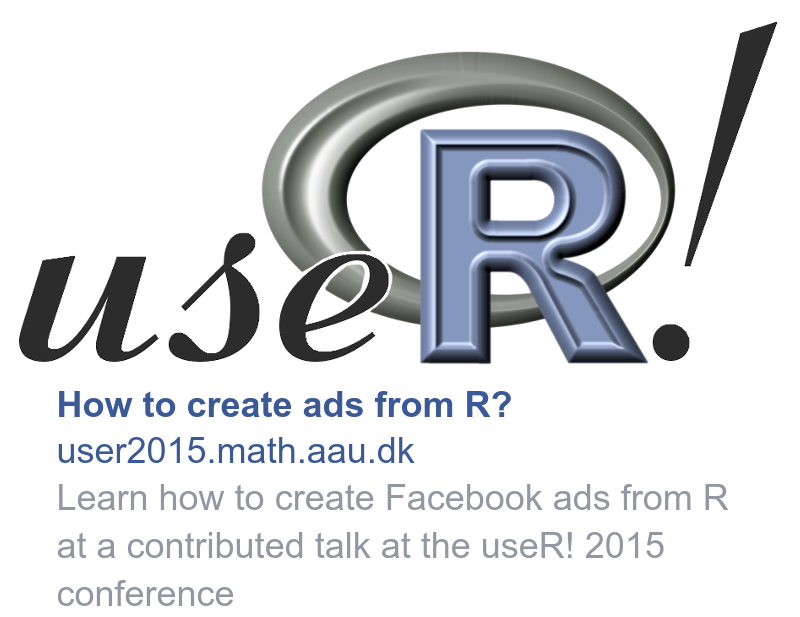 useR!
How to create ads from R?
user2015.math.aau.dk
Learn how to create Facebook ads from R
at a contributed talk at the useR! 2015
conference